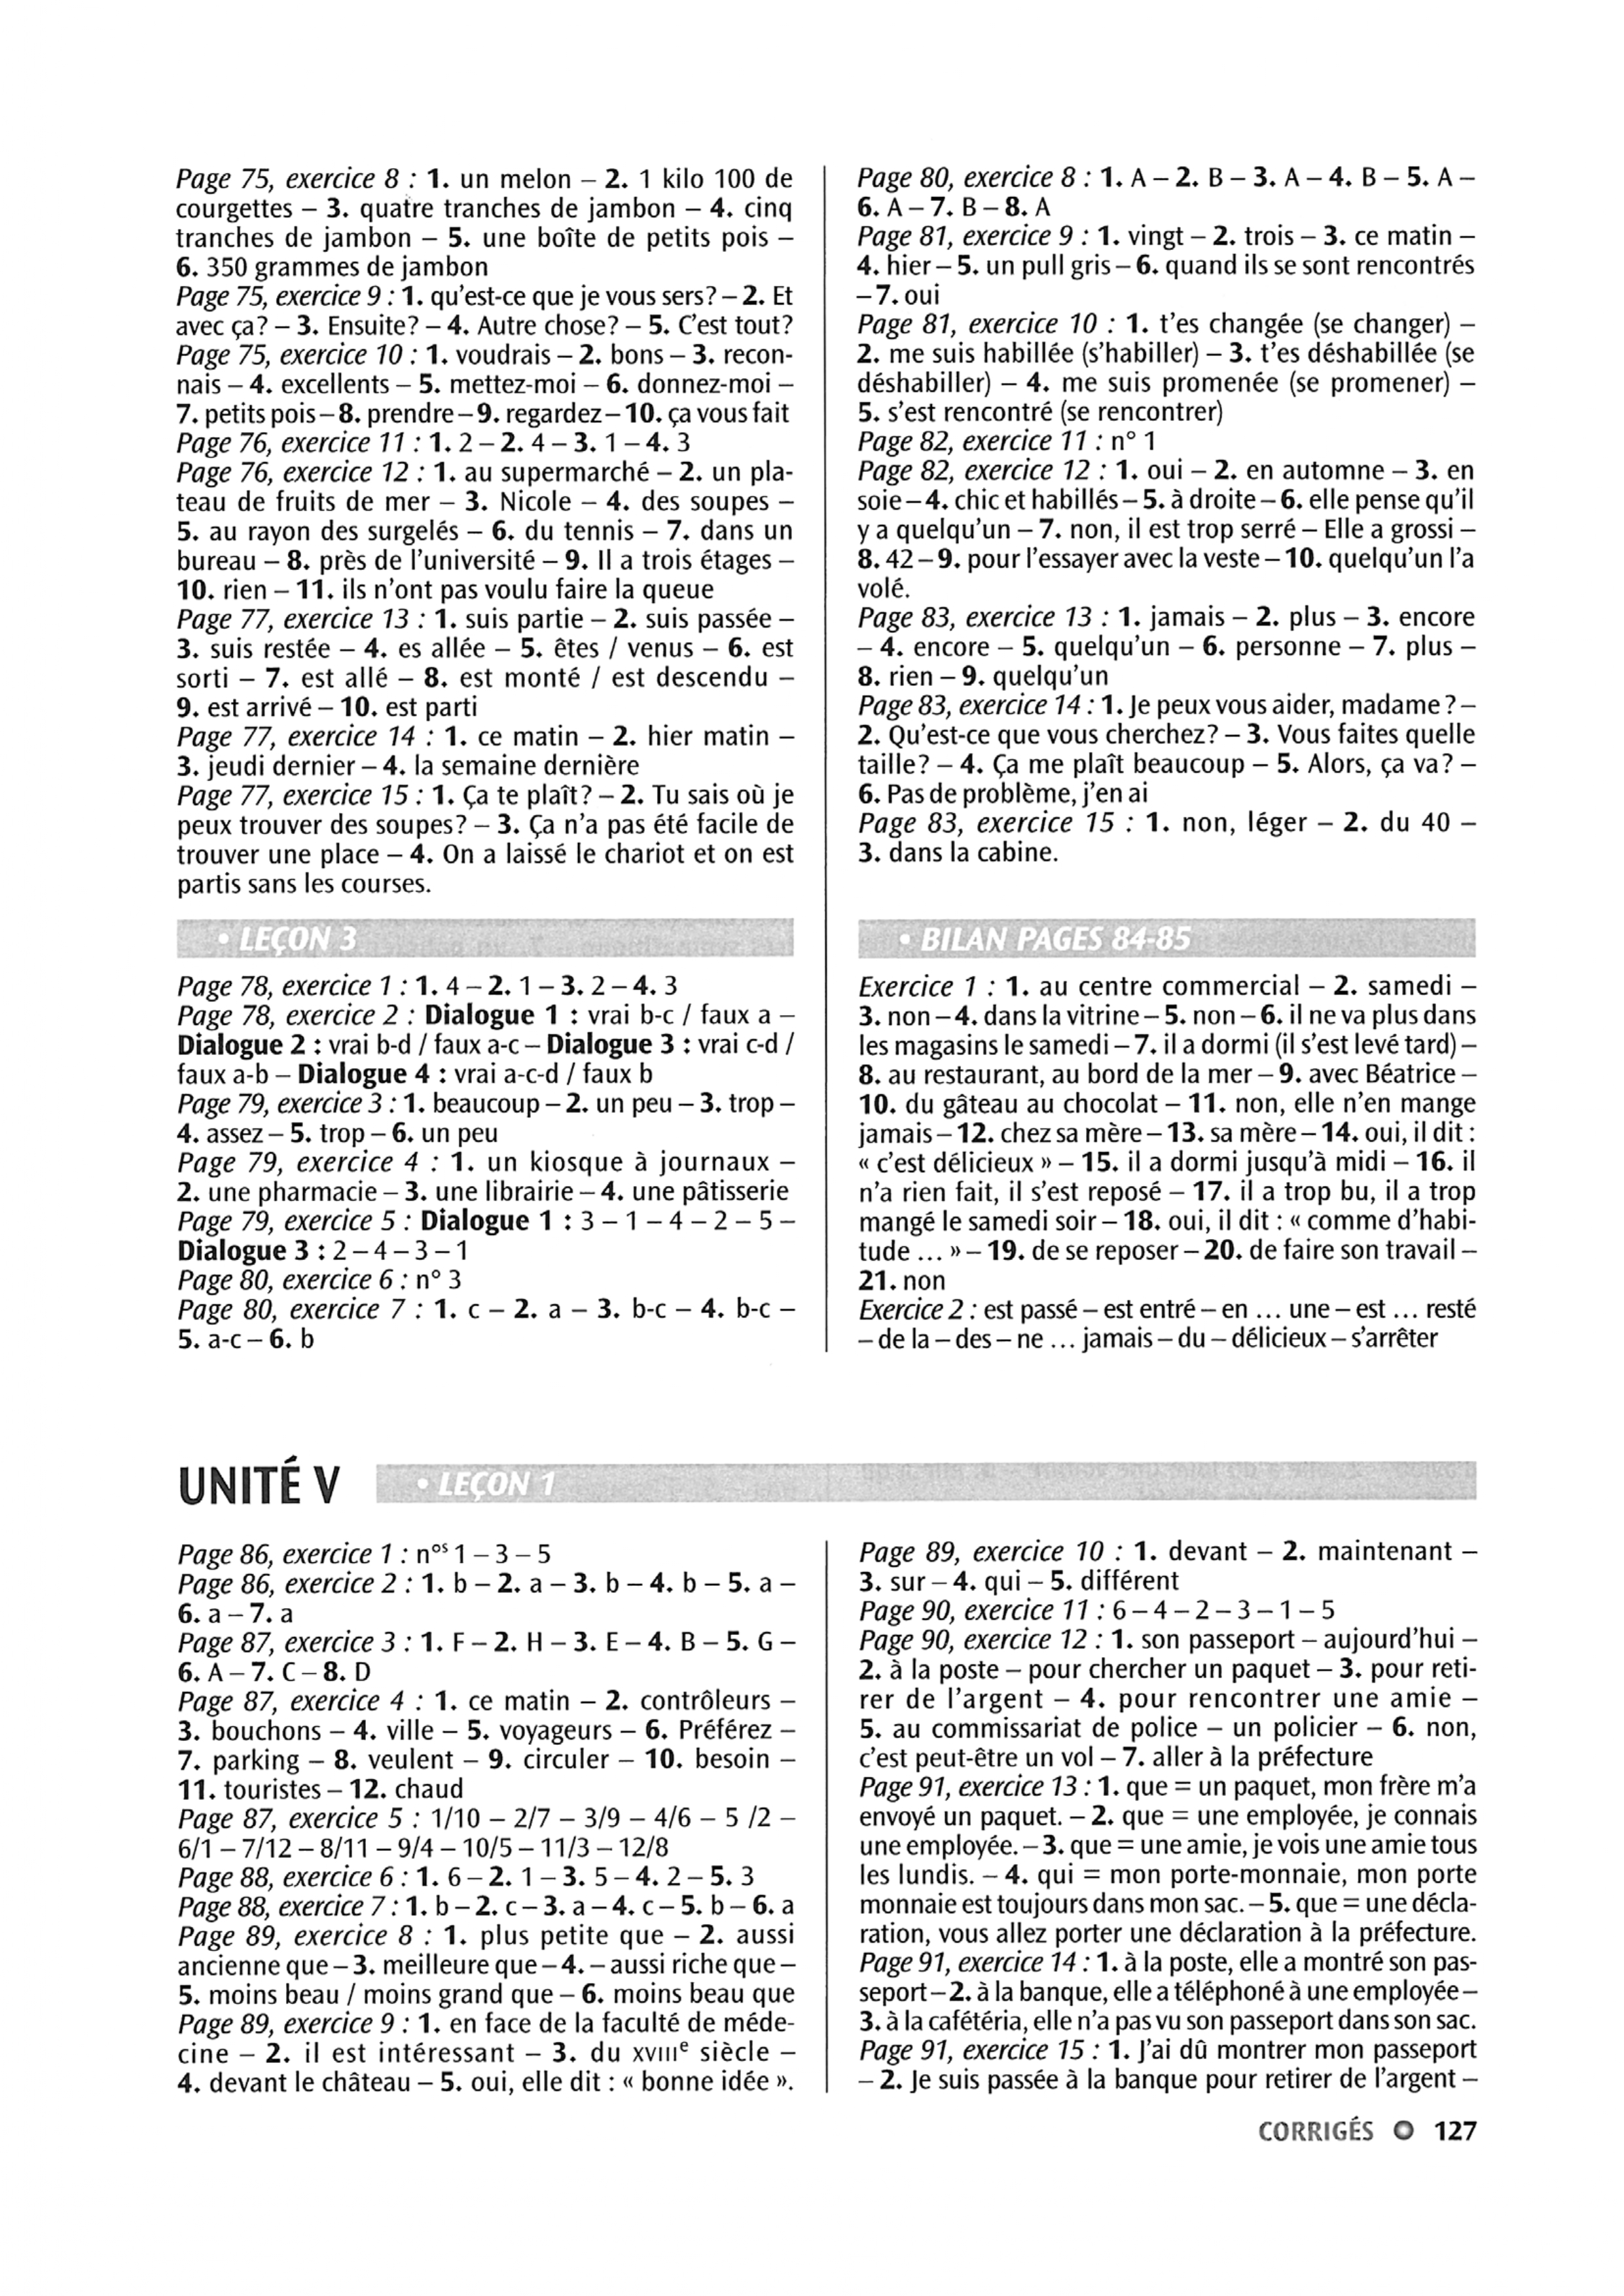 Page 75, exercice 8 : 1. un melon – 2. 1 kilo 100 de
courgettes – 3. quatre tranches de jambon – 4. cinq
tranches de jambon – 5. une boîte de petits pois –
6. 350 grammes de jambon
Page 75, exercice 9 : 1. qu'est-ce que je vous sers? – 2. Et
avec ça? – 3. Ensuite? – 4. Autre chose? – 5. C'est tout?
Page 75, exercice 10 : 1. voudrais – 2. bons – 3. recon-
nais – 4. excellents – 5. mettez-moi – 6. donnez-moi –
7. petits pois – 8. prendre – 9. regardez – 10. ça vous fait
Page 76, exercice 11 : 1. 2 – 2. 4 – 3. 1 – 4. 3
Page 76, exercice 12 : 1. au supermarché – 2. un pla-
teau de fruits de mer – 3. Nicole – 4. des soupes –
5. au rayon des surgelés – 6. du tennis – 7. dans un
bureau – 8. près de l'université – 9. Il a trois étages –
10. rien – 11. ils n'ont pas voulu faire la queue
Page 77, exercice 13 : 1. suis partie – 2. suis passée –
3. suis restée – 4. es allée – 5. êtes / venus – 6. est
sorti – 7. est allé – 8. est monté / est descendu –
9. est arrivé – 10. est parti
Page 77, exercice 14 : 1. ce matin – 2. hier matin –
3. jeudi dernier – 4. la semaine dernière
Page 77, exercice 15 : 1. Ça te plaît? – 2. Tu sais où je
peux trouver des soupes? – 3. Ça n'a pas été facile de
trouver une place – 4. On a laissé le chariot et on est
partis sans les courses.
• LEÇON 3
Page 78, exercice 1 : 1. 4 – 2. 1 – 3. 2 – 4. 3
Page 78, exercice 2 : Dialogue 1 : vrai b-c / faux a –
Dialogue 2 : vrai b-d / faux a-c – Dialogue 3 : vrai c-d /
faux a-b – Dialogue 4 : vrai a-c-d / faux b
Page 79, exercice 3 : 1. beaucoup – 2. un peu – 3. trop –
4. assez – 5. trop – 6. un peu
Page 79, exercice 4 : 1. un kiosque à journaux –
2. une pharmacie – 3. une librairie – 4. une pâtisserie
Page 79, exercice 5 : Dialogue 1 : 3 – 1 – 4 – 2 – 5 –
Dialogue 3 : 2 – 4 – 3 – 1
Page 80, exercice 6 : n° 3
Page 80, exercice 7 : 1. c – 2. a – 3. b-c – 4. b-c –
5. a-c – 6. b
Page 80, exercice 8 : 1. A – 2. B – 3. A – 4. B – 5. A –
6. A – 7. B – 8. A
Page 81, exercice 9 : 1. vingt – 2. trois – 3. ce matin –
4. hier – 5. un pull gris – 6. quand ils se sont rencontrés
– 7. oui
Page 81, exercice 10 : 1. t'es changée (se changer) –
2. me suis habillée (s'habiller) – 3. t'es déshabillée (se
déshabiller) – 4. me suis promenée (se promener) –
5. s'est rencontré (se rencontrer)
Page 82, exercice 11 : n° 1
Page 82, exercice 12 : 1. oui – 2. en automne – 3. en
soie – 4. chic et habillés – 5. à droite – 6. elle pense qu'il
y a quelqu'un – 7. non, il est trop serré – Elle a grossi –
8. 42 – 9. pour l'essayer avec la veste – 10. quelqu'un l'a
volé.
Page 83, exercice 13 : 1. jamais – 2. plus – 3. encore
– 4. encore – 5. quelqu'un – 6. personne – 7. plus –
8. rien – 9. quelqu'un
Page 83, exercice 14 : 1. Je peux vous aider, madame ? –
2. Qu'est-ce que vous cherchez? – 3. Vous faites quelle
taille? – 4. Ça me plaît beaucoup – 5. Alors, ça va? –
6. Pas de problème, j'en ai
Page 83, exercice 15 : 1. non, léger – 2. du 40 –
3. dans la cabine.
• BILAN PAGES 84-85
Exercice 1 : 1. au centre commercial – 2. samedi –
3. non – 4. dans la vitrine – 5. non – 6. il ne va plus dans
les magasins le samedi – 7. il a dormi (il s'est levé tard) –
8. au restaurant, au bord de la mer – 9. avec Béatrice –
10. du gâteau au chocolat – 11. non, elle n'en mange
jamais – 12. chez sa mère – 13. sa mère – 14. oui, il dit :
« c'est délicieux » – 15. il a dormi jusqu'à midi – 16. il
n'a rien fait, il s'est reposé – 17. il a trop bu, il a trop
mangé le samedi soir – 18. oui, il dit : « comme d'habi-
tude ... » – 19. de se reposer – 20. de faire son travail –
21. non
Exercice 2 : est passé – est entré – en ... une – est ... resté
– de la – des – ne ... jamais – du – délicieux – s'arrêter
UNITÉ V • LEÇON 1
Page 86, exercice 1 : nos 1 – 3 – 5
Page 86, exercice 2 : 1. b – 2. a – 3. b – 4. b – 5. a –
6. a – 7. a
Page 87, exercice 3 : 1. F – 2. H – 3. E – 4. B – 5. G –
6. A – 7. C – 8. D
Page 87, exercice 4 : 1. ce matin – 2. contrôleurs –
3. bouchons – 4. ville – 5. voyageurs – 6. Préférez –
7. parking – 8. veulent – 9. circuler – 10. besoin –
11. touristes – 12. chaud
Page 87, exercice 5 : 1/10 – 2/7 – 3/9 – 4/6 – 5 /2 –
6/1 – 7/12 – 8/11 – 9/4 – 10/5 – 11/3 – 12/8
Page 88, exercice 6 : 1. 6 – 2. 1 – 3. 5 – 4. 2 – 5. 3
Page 88, exercice 7 : 1. b – 2. c – 3. a – 4. c – 5. b – 6. a
Page 89, exercice 8 : 1. plus petite que – 2. aussi
ancienne que – 3. meilleure que – 4. – aussi riche que –
5. moins beau / moins grand que – 6. moins beau que
Page 89, exercice 9 : 1. en face de la faculté de méde-
cine – 2. il est intéressant – 3. du XVIIIe siècle –
4. devant le château – 5. oui, elle dit : « bonne idée ».
Page 89, exercice 10 : 1. devant – 2. maintenant –
3. sur – 4. qui – 5. différent
Page 90, exercice 11 : 6 – 4 – 2 – 3 – 1 – 5
Page 90, exercice 12 : 1. son passeport – aujourd'hui –
2. à la poste – pour chercher un paquet – 3. pour reti-
rer de l'argent – 4. pour rencontrer une amie –
5. au commissariat de police – un policier – 6. non,
c'est peut-être un vol – 7. aller à la préfecture
Page 91, exercice 13 : 1. que = un paquet, mon frère m'a
envoyé un paquet. – 2. que = une employée, je connais
une employée. – 3. que = une amie, je vois une amie tous
les lundis. – 4. qui = mon porte-monnaie, mon porte
monnaie est toujours dans mon sac. – 5. que = une décla-
ration, vous allez porter une déclaration à la préfecture.
Page 91, exercice 14 : 1. à la poste, elle a montré son pas-
seport – 2. à la banque, elle a téléphoné à une employée –
3. à la cafétéria, elle n'a pas vu son passeport dans son sac.
Page 91, exercice 15 : 1. J'ai dû montrer mon passeport
– 2. Je suis passée à la banque pour retirer de l'argent –
CORRIGÉS 127